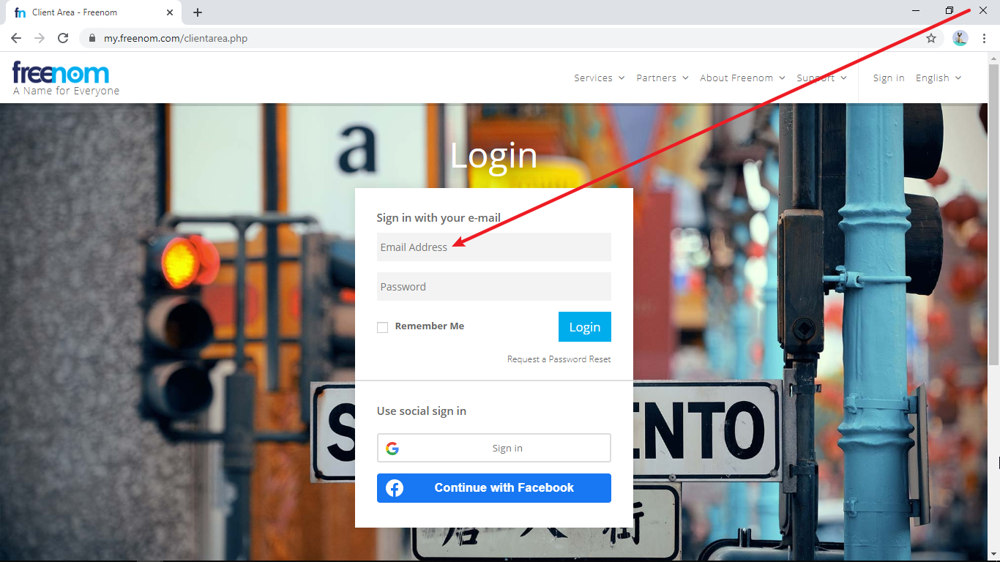 Client Area - Freenom
my.freenom.com/clientarea.php
freenom
A Name for Everyone
Services
Partners
About Freenom
Support
Sign in
English
a
Login
Sign in with your e-mail
Email Address
Password
Remember Me
Login
Request a Password Reset
Use social sign in
Sign in
Continue with Facebook
S
ENTO
街